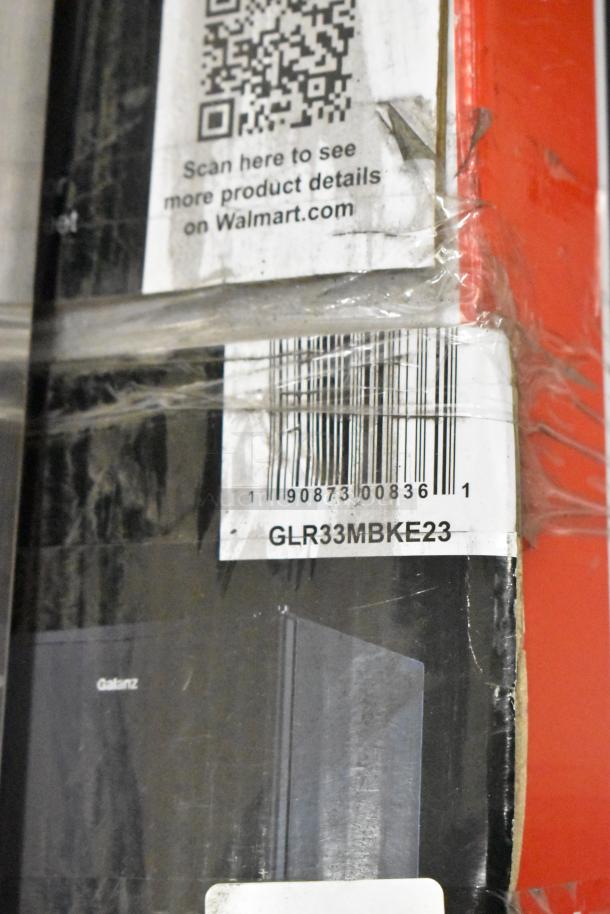 Scan here to see
more product details
on Walmart.com
1 90873 00836 1
GLR33MBKE23
Galanz